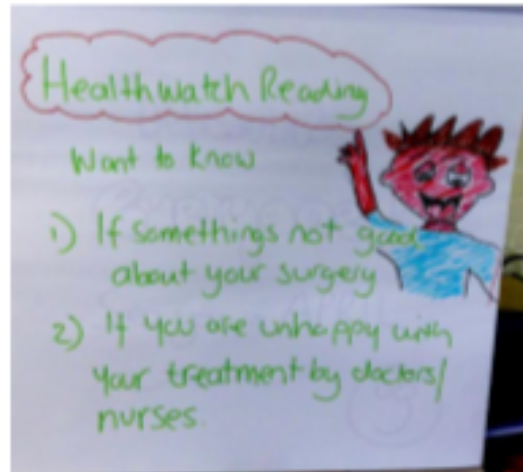 Healthwatch Reading
Want to know
1) If somethings not good
about your surgery
2) If you are unhappy with
your treatment by doctors/
nurses.